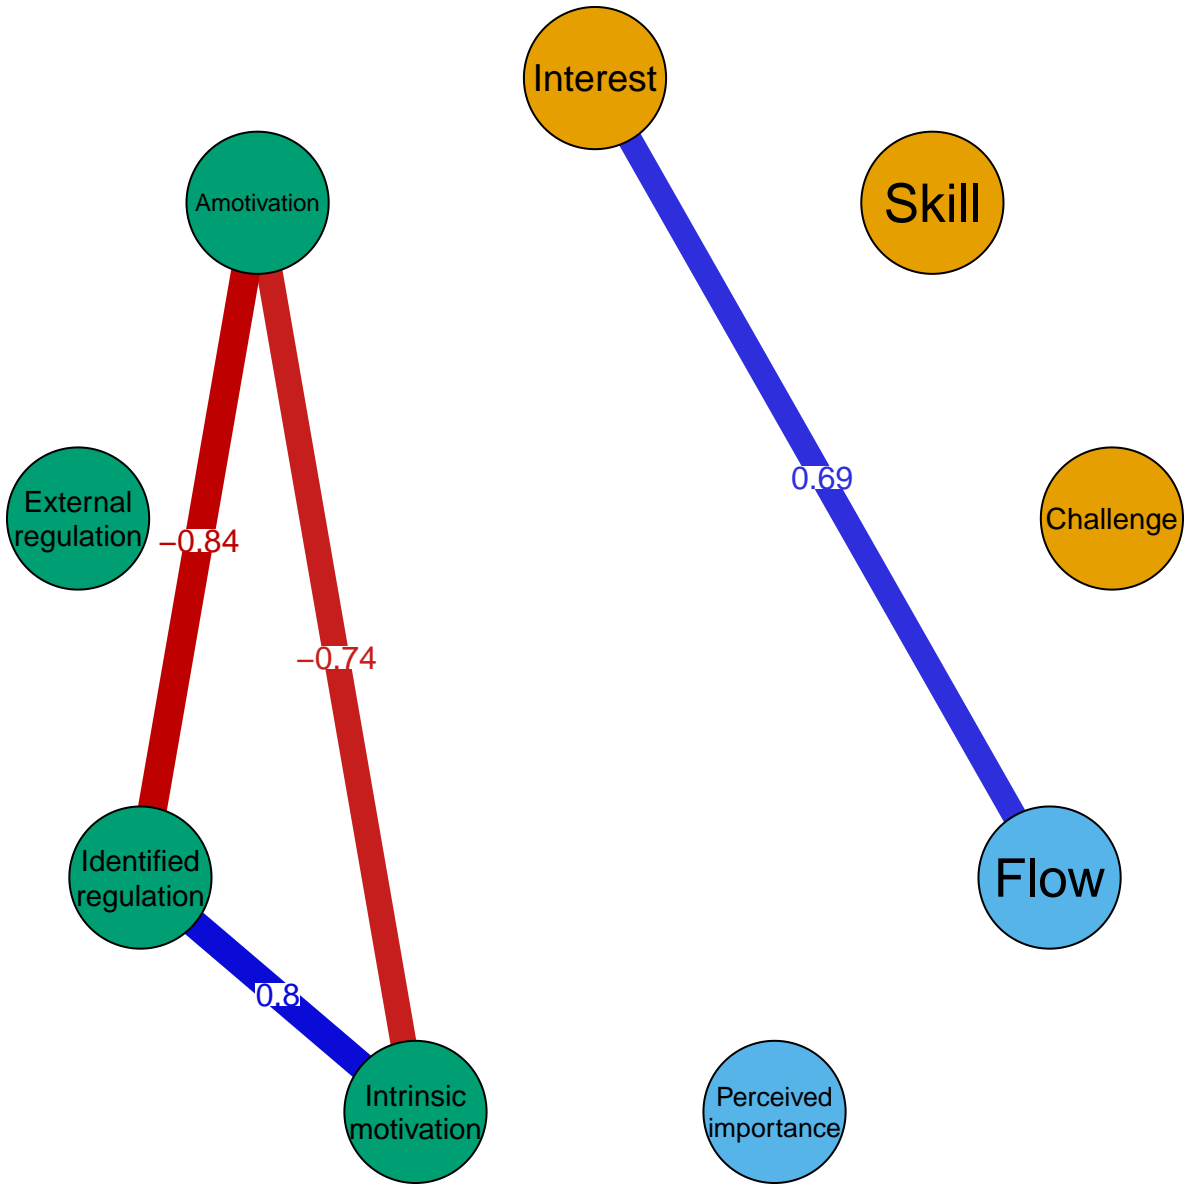 Interest
Amotivation
Skill
0.69
External
regulation
Challenge
−0.84
−0.74
Identified
regulation
Flow
0.8
Intrinsic
motivation
Perceived
importance